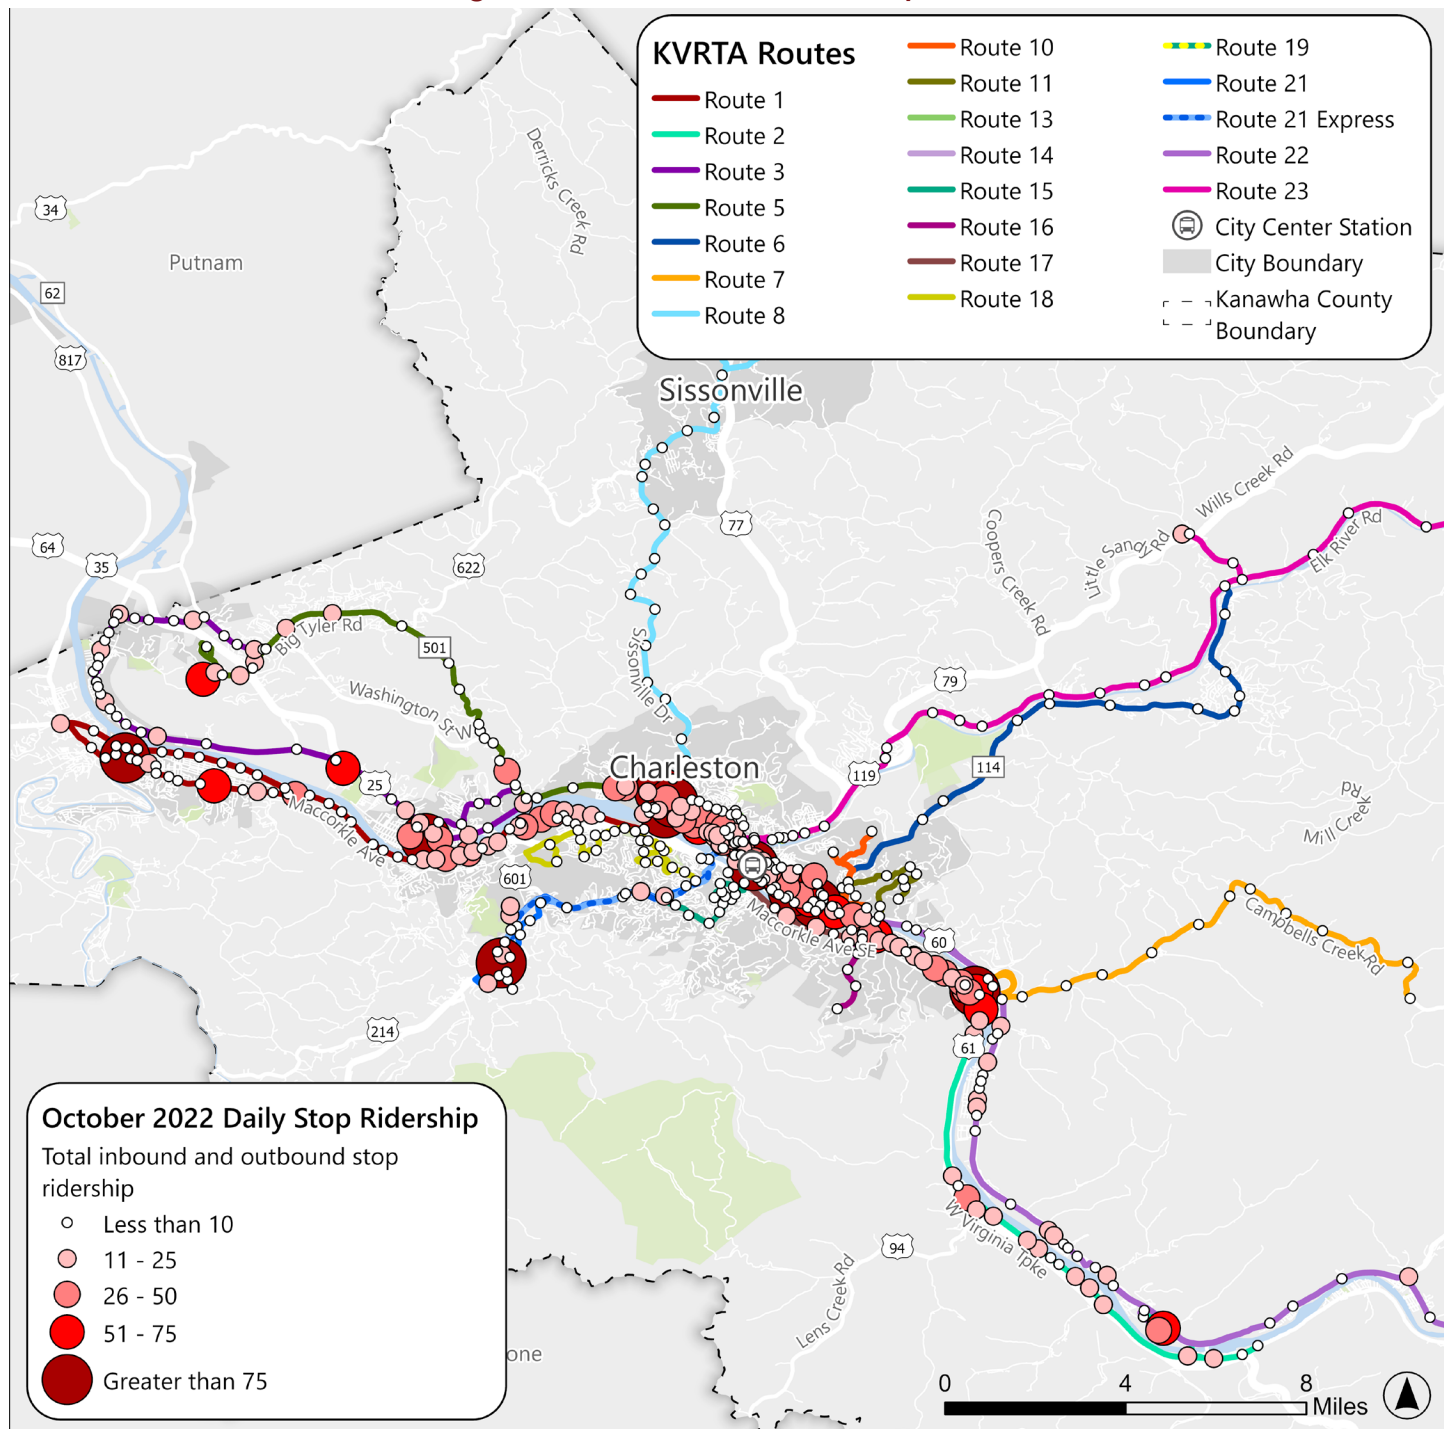 KVRTA Routes
Route 1
Route 2
Route 3
Route 5
Route 6
Route 7
Route 8
Route 10
Route 11
Route 13
Route 14
Route 15
Route 16
Route 17
Route 18
Route 19
Route 21
Route 21 Express
Route 22
Route 23
City Center Station
City Boundary
Kanawha County
Boundary
Derricks Creek Rd
34
Putnam
62
817
Sissonville
77
Wills Creek Rd
Coopers Creek Rd
Little Sandy Rd
Elk River Rd
64
35
622
Big Tyler Rd
501
Sissonville Dr
79
Washington St W
25
Charleston
119
114
Maccorkle Ave
Mill Creek
Rd
601
Maccorkle Ave SE
60
Campbells Creek Rd
214
61
W Virginia Tpke
94
Lens Creek Rd
one
October 2022 Daily Stop Ridership
Total inbound and outbound stop
ridership
Less than 10
11 - 25
26 - 50
51 - 75
Greater than 75
0 4 8
Miles